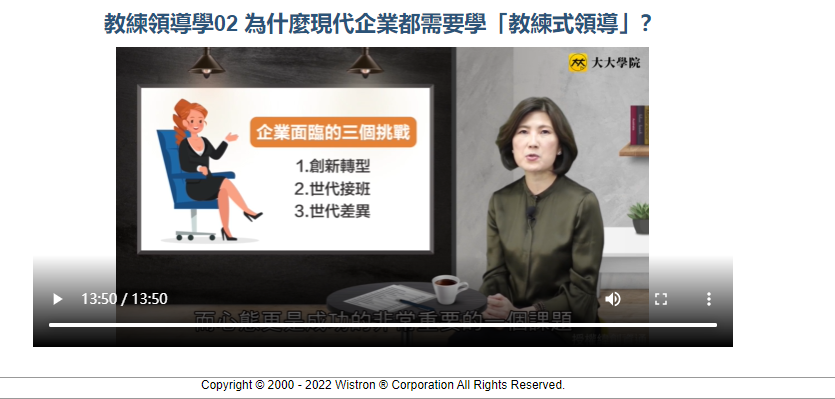 教練領導學02 為什麼現代企業都需要學「教練式領導」?
大大學院
企業面臨的三個挑戰
1.創新轉型
2.世代接班
3.世代差異
13:50 / 13:50
而心態更是成功的非常重要的一個課題
Copyright © 2000 - 2022 Wistron ® Corporation All Rights Reserved.